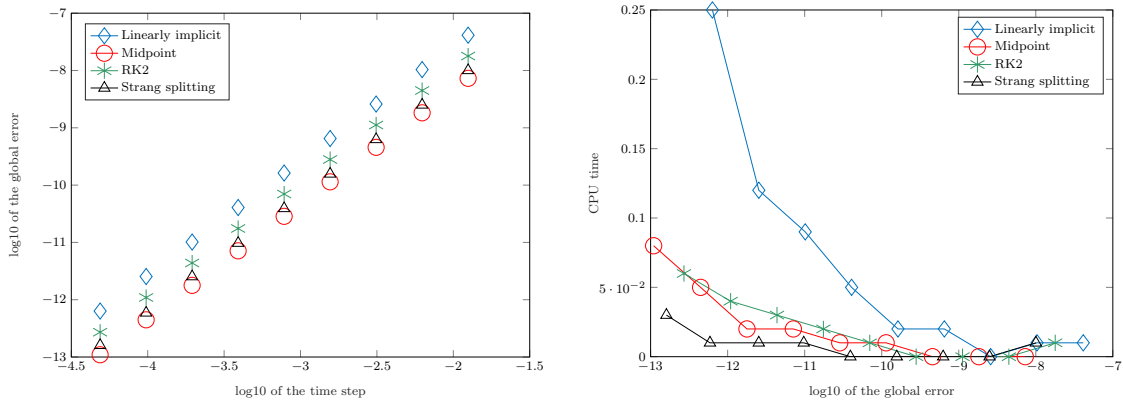 −7
−8
−9
−10
−11
−12
−13
log10 of the global error
−4.5
−4
−3.5
−3
−2.5
−2
−1.5
log10 of the time step
Linearly implicit
Midpoint
RK2
Strang splitting
0.25
0.2
0.15
0.1
5 · 10−2
0
CPU time
−13
−12
−11
−10
−9
−8
−7
log10 of the global error
Linearly implicit
Midpoint
RK2
Strang splitting